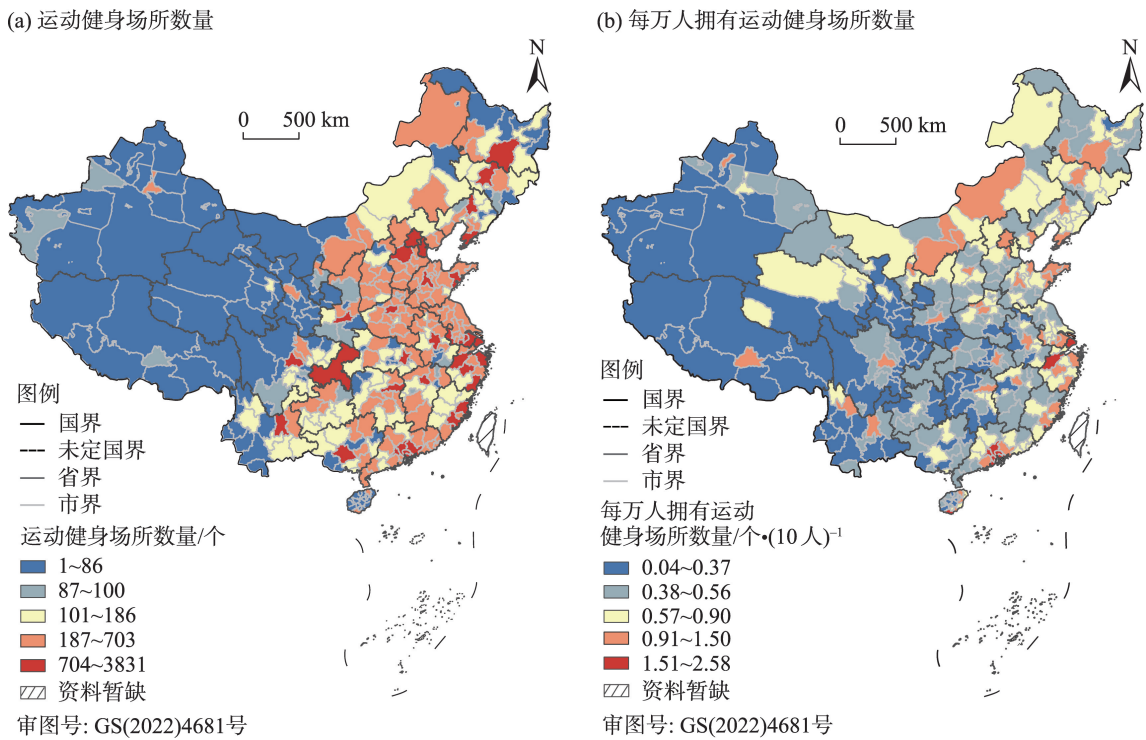 (a) 运动健身场所数量
N
0 500 km
图例
国界
未定国界
省界
市界
运动健身场所数量/个
1~86
87~100
101~186
187~703
704~3831
资料暂缺
审图号: GS(2022)4681号
(b) 每万人拥有运动健身场所数量
N
0 500 km
图例
国界
未定国界
省界
市界
每万人拥有运动
健身场所数量/个•(10 人)⁻¹
0.04~0.37
0.38~0.56
0.57~0.90
0.91~1.50
1.51~2.58
资料暂缺
审图号: GS(2022)4681号